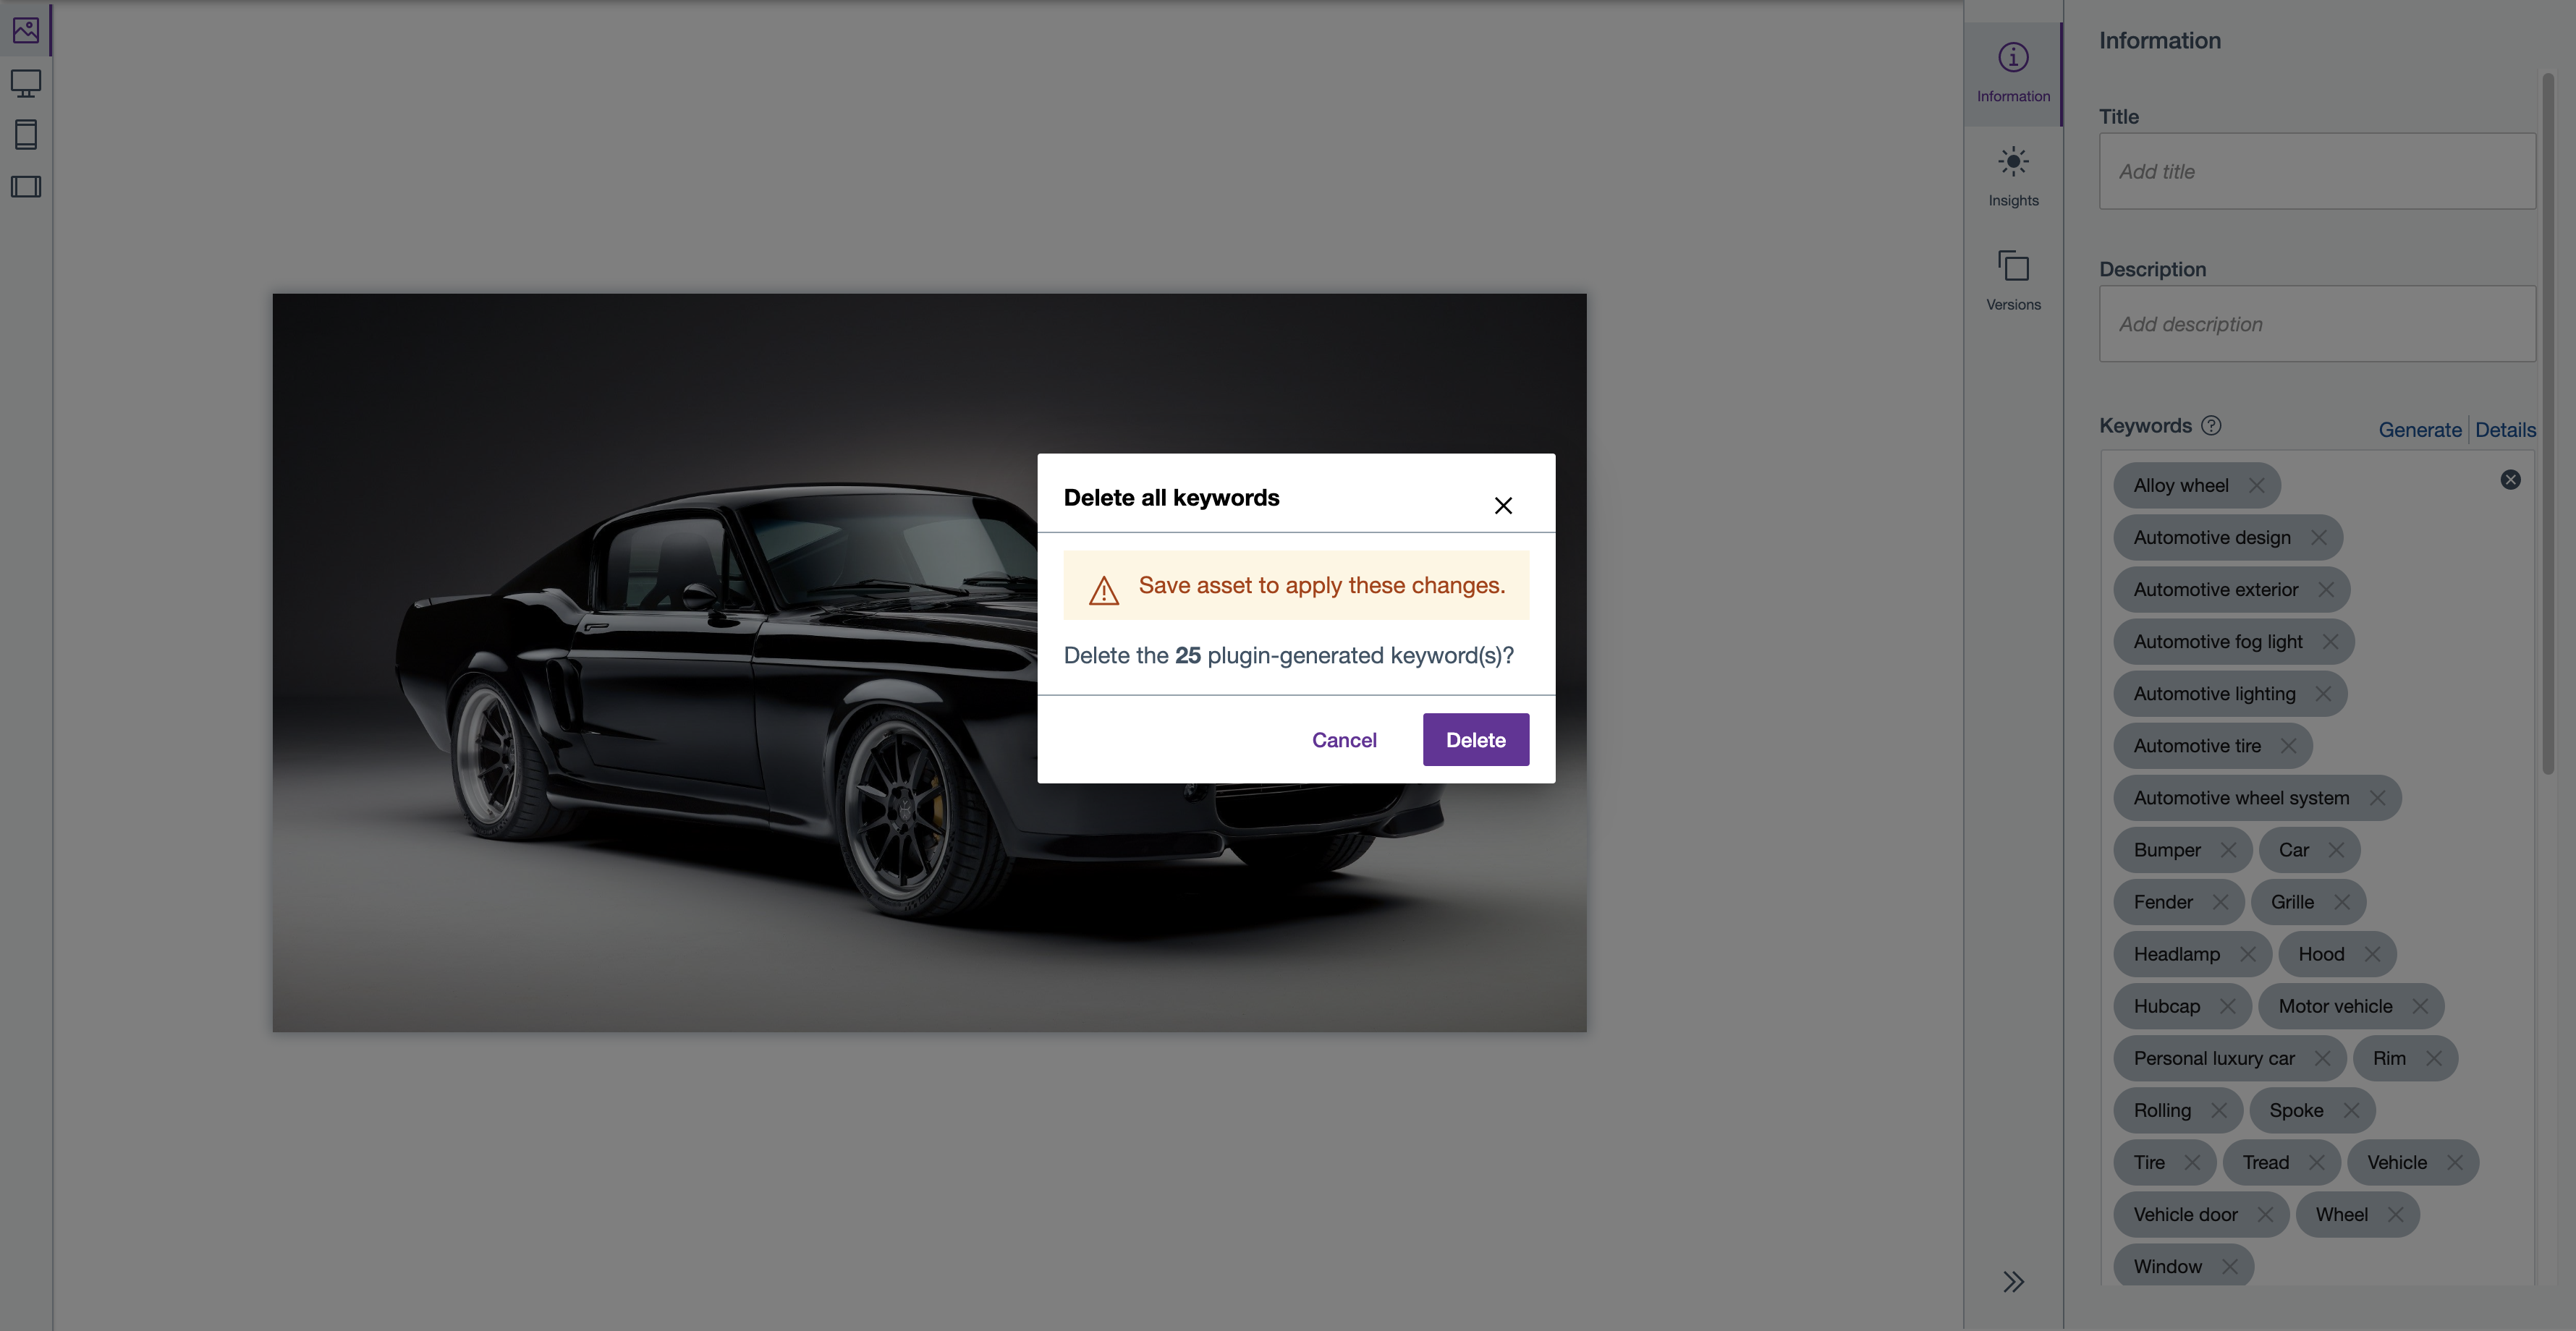 Information
Insights
Versions
Information
Title
Add title
Description
Add description
Keywords
Generate
Details
Alloy wheel
Automotive design
Automotive exterior
Automotive fog light
Automotive lighting
Automotive tire
Automotive wheel system
Bumper
Car
Fender
Grille
Headlamp
Hood
Hubcap
Motor vehicle
Personal luxury car
Rim
Rolling
Spoke
Tire
Tread
Vehicle
Vehicle door
Wheel
Window
Delete all keywords
Save asset to apply these changes.
Delete the 25 plugin-generated keyword(s)?
Cancel
Delete